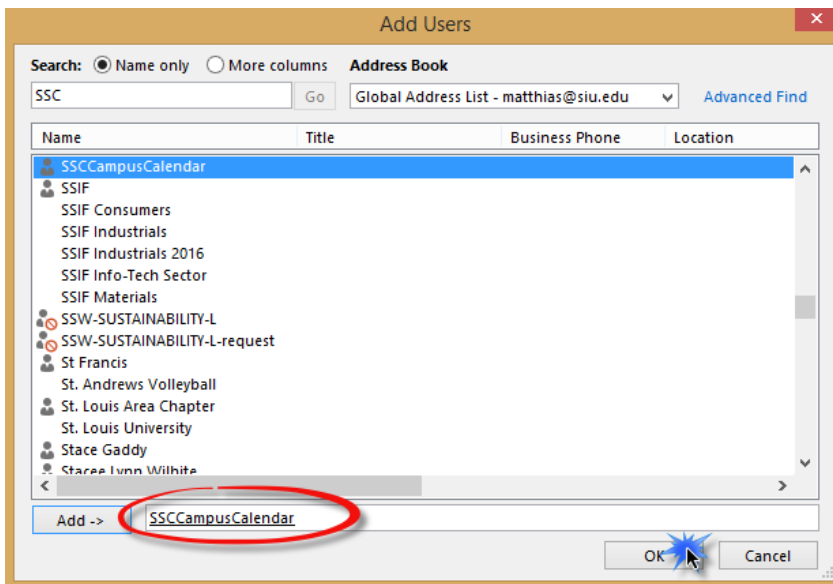 Add Users
Search: Name only More columns Address Book
SSC Go Global Address List - matthias@siu.edu Advanced Find
Name Title Business Phone Location
SSCCampusCalendar
SSIF
SSIF Consumers
SSIF Industrials
SSIF Industrials 2016
SSIF Info-Tech Sector
SSIF Materials
SSW-SUSTAINABILITY-L
SSW-SUSTAINABILITY-L-request
St Francis
St. Andrews Volleyball
St. Louis Area Chapter
St. Louis University
Stace Gaddy
Stacee Lynn Wilhite
Add -> SSCCampusCalendar
OK Cancel